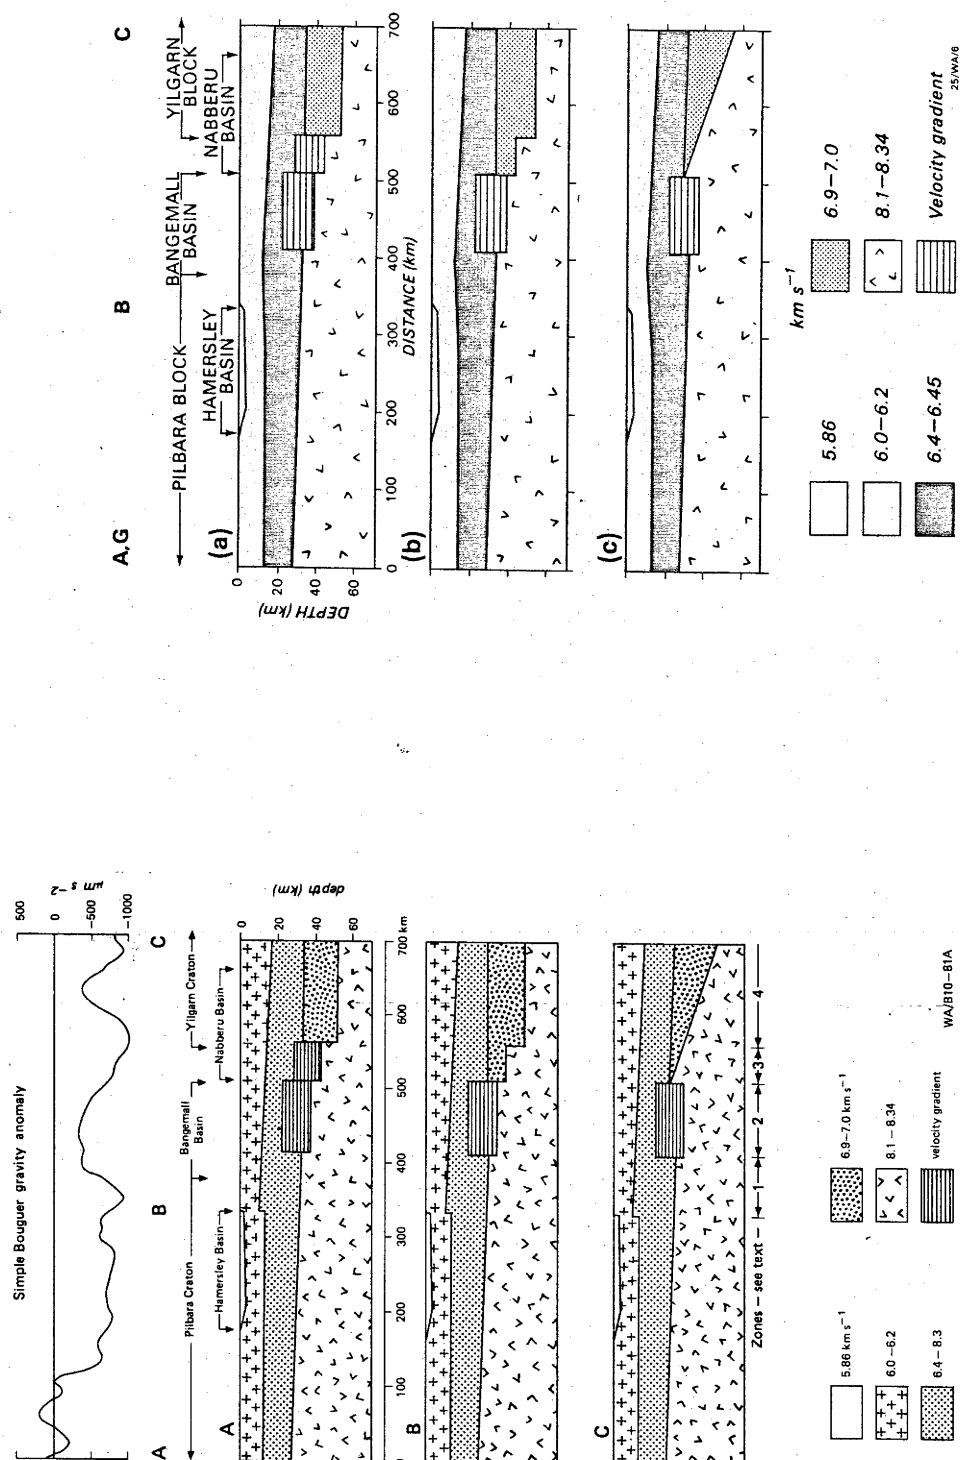 Simple Bouguer gravity anomaly
500
0
−500
−1000
μm s−2
A
B
C
Pilbara Craton
Bangemall
Basin
Yilgarn Craton
Hamersley Basin
Nabberu Basin
A
0
20
40
60
depth (km)
0
100
200
300
400
500
600
700 km
B
C
Zones – see text
1
2
3
4
5.86 km s−1
6.9–7.0 km s−1
6.0–6.2
8.1–8.34
6.4–8.3
velocity gradient
WA/B10–81A
A,G
B
C
PILBARA BLOCK
BANGEMALL
BASIN
YILGARN
BLOCK
HAMERSLEY
BASIN
NABBERU
BASIN
(a)
0
20
40
60
DEPTH (km)
0
100
200
300
400
500
600
700
DISTANCE (km)
(b)
(c)
km s−1
5.86
6.9–7.0
6.0–6.2
8.1–8.34
6.4–6.45
Velocity gradient
25/WA/6